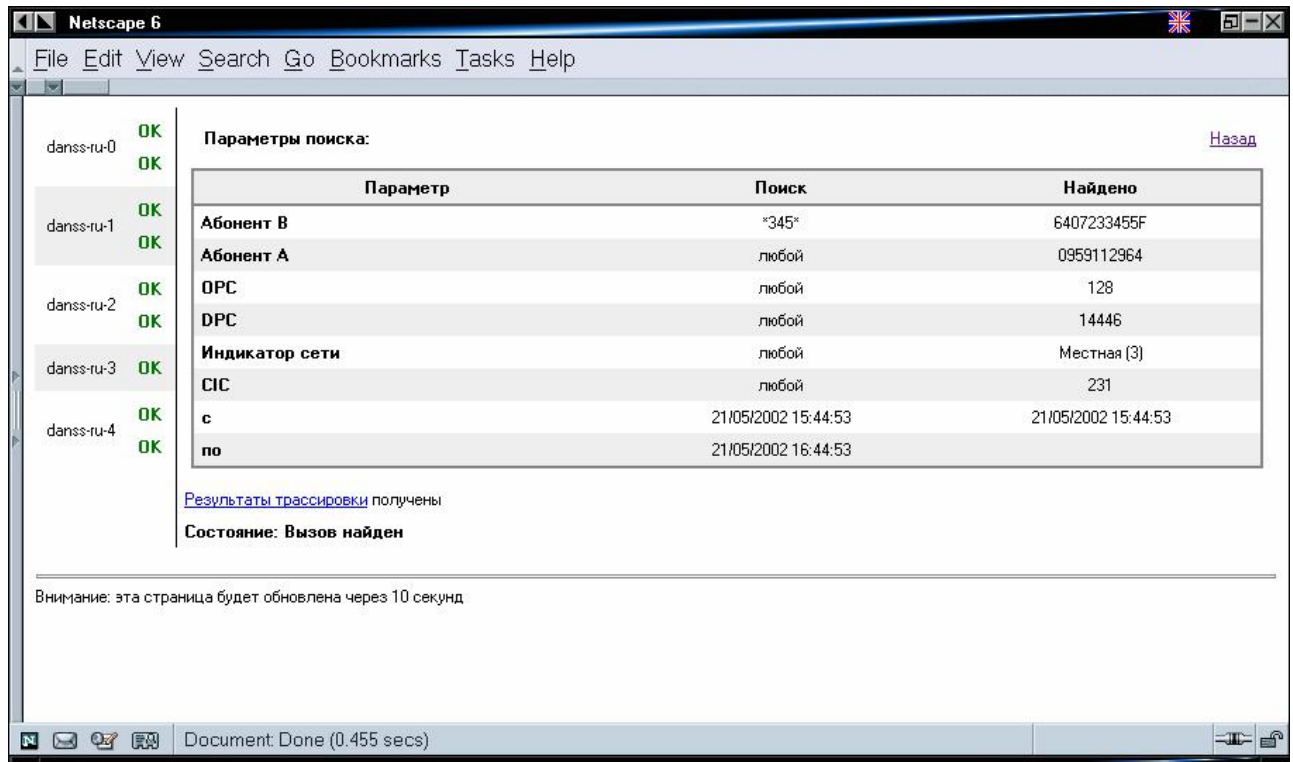 Netscape 6
File Edit View Search Go Bookmarks Tasks Help
danss-ru-0 OK OK
danss-ru-1 OK OK
danss-ru-2 OK OK
danss-ru-3 OK
danss-ru-4 OK OK
Параметры поиска: Назад
Параметр Поиск Найдено
Абонент B *345* 6407233455F
Абонент A любой 0959112964
OPC любой 128
DPC любой 14446
Индикатор сети любой Местная (3)
CIC любой 231
с 21/05/2002 15:44:53 21/05/2002 15:44:53
по 21/05/2002 16:44:53
Результаты трассировки получены
Состояние: Вызов найден
Внимание: эта страница будет обновлена через 10 секунд
Document: Done (0.455 secs)